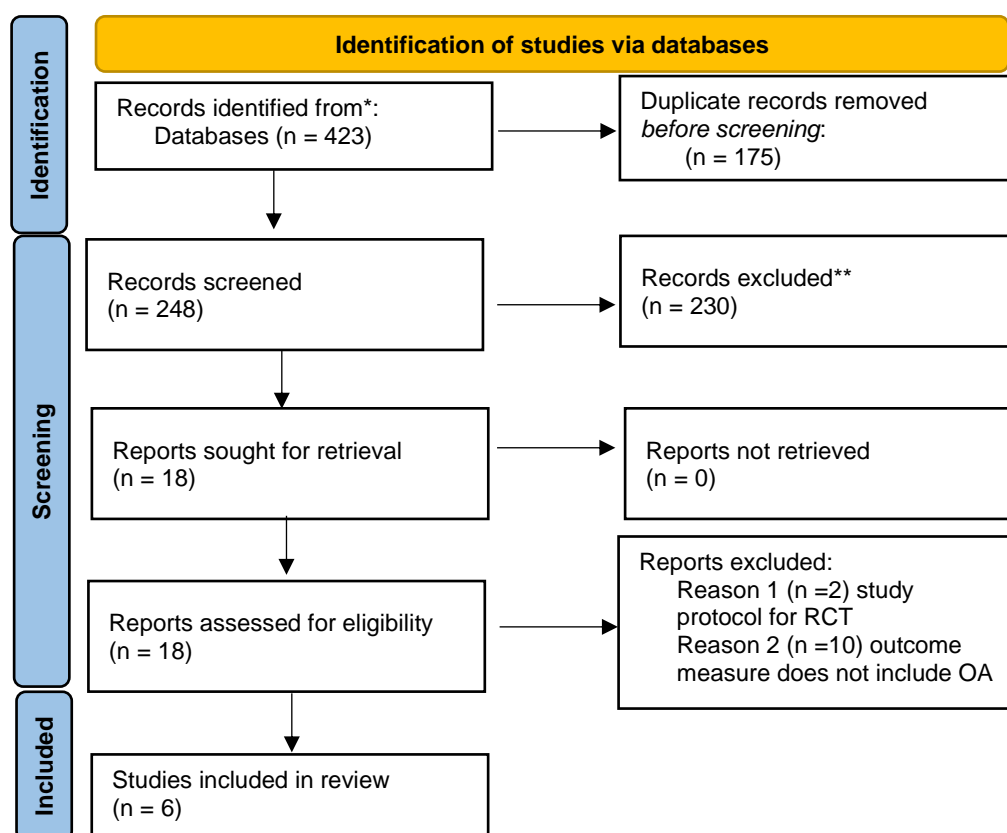 Identification of studies via databases
Identification
Records identified from*:
Databases (n = 423)
Duplicate records removed
before screening:
(n = 175)
Screening
Records screened
(n = 248)
Records excluded**
(n = 230)
Reports sought for retrieval
(n = 18)
Reports not retrieved
(n = 0)
Reports assessed for eligibility
(n = 18)
Reports excluded:
Reason 1 (n =2) study
protocol for RCT
Reason 2 (n =10) outcome
measure does not include OA
Included
Studies included in review
(n = 6)